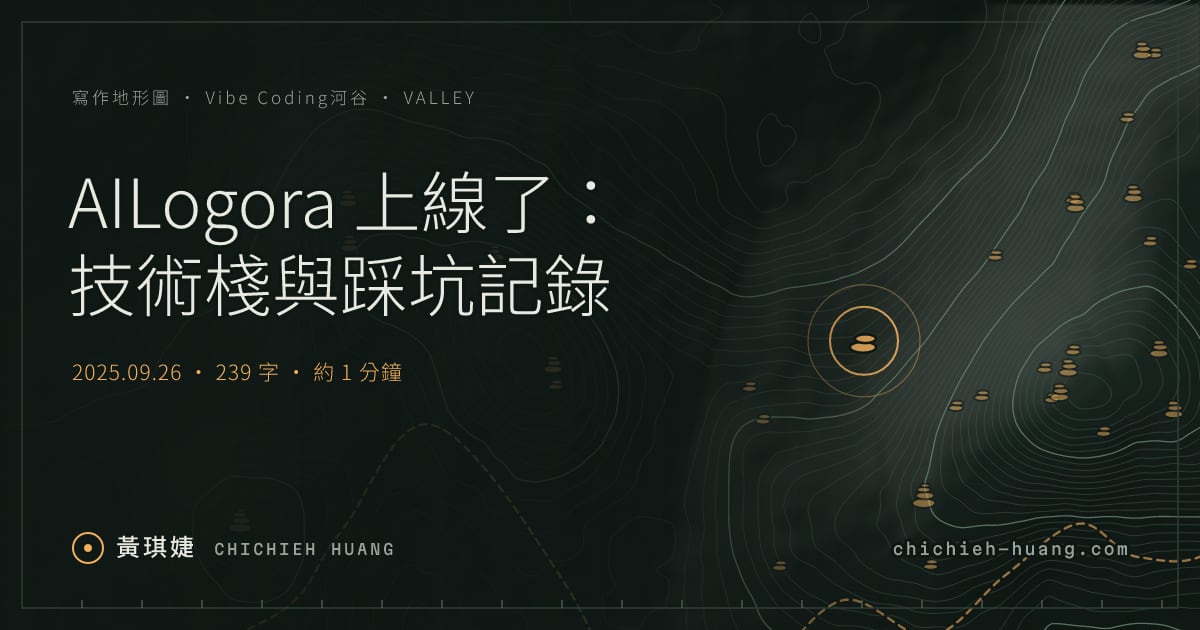 寫作地形圖 · Vibe Coding河谷 · VALLEY
AILogora 上線了：
技術棧與踩坑記錄
2025.09.26 · 239 字 · 約 1 分鐘
黃琪婕 CHICHIEH HUANG
chichieh-huang.com